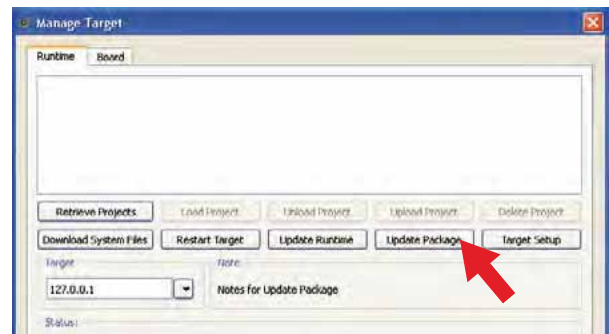 Manage Target
Runtime Board
Retrieve Projects Load Project Unload Project Upload Project Delete Project
Download System Files Restart Target Update Runtime Update Package Target Setup
Target Note
127.0.0.1 Notes for Update Package
Status: